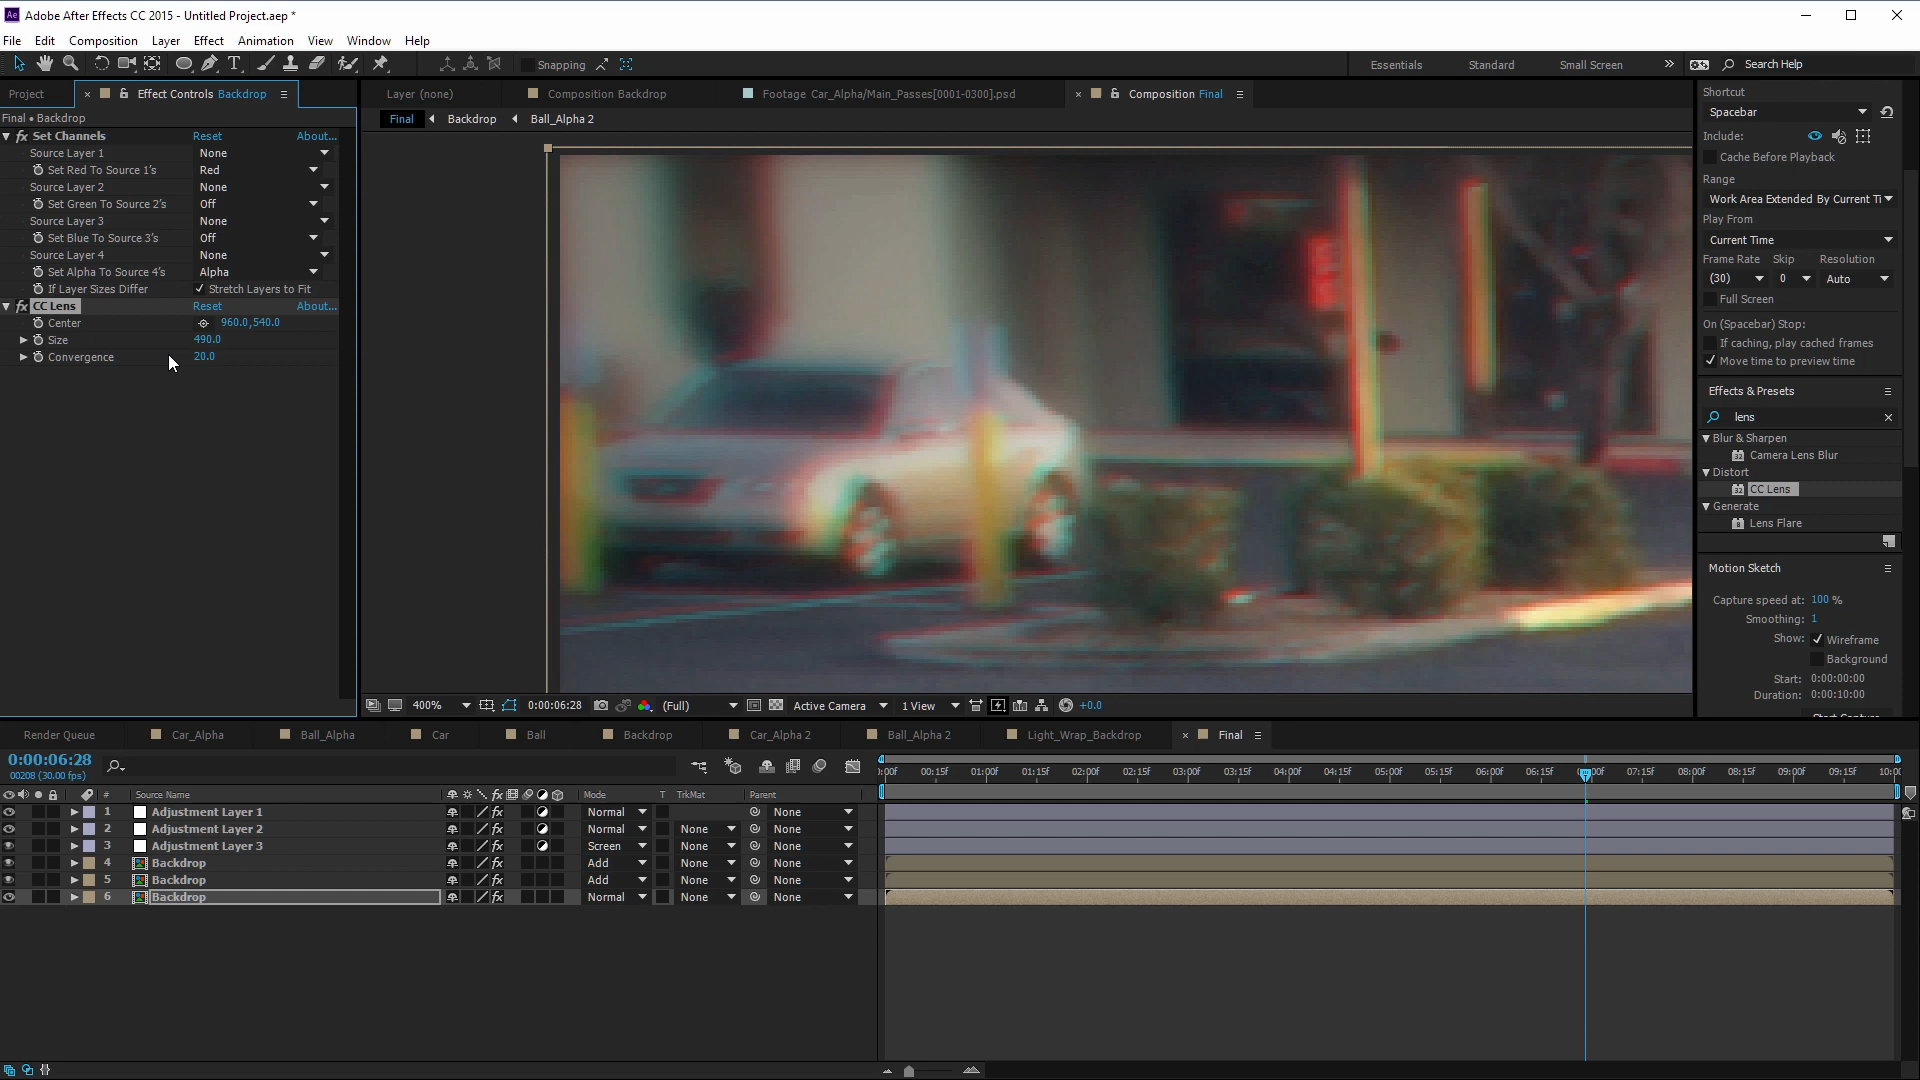 Adobe After Effects CC 2015 - Untitled Project.aep *
File Edit Composition Layer Effect Animation View Window Help
Snapping
Essentials Standard Small Screen » Search Help
Project × Effect Controls Backdrop
Layer (none) Composition Backdrop Footage Car_Alpha/Main_Passes[0001-0300].psd × Composition Final
Final Backdrop Ball_Alpha 2
Final • Backdrop
fx Set Channels Reset About...
Source Layer 1 None
Set Red To Source 1's Red
Source Layer 2 None
Set Green To Source 2's Off
Source Layer 3 None
Set Blue To Source 3's Off
Source Layer 4 None
Set Alpha To Source 4's Alpha
If Layer Sizes Differ Stretch Layers to Fit
fx CC Lens Reset About...
Center 960.0,540.0
Size 490.0
Convergence 20.0
Shortcut
Spacebar
Include:
Cache Before Playback
Range
Work Area Extended By Current Ti
Play From
Current Time
Frame Rate Skip Resolution
(30) 0 Auto
Full Screen
On (Spacebar) Stop:
If caching, play cached frames
Move time to preview time
Effects & Presets
lens ×
Blur & Sharpen
Camera Lens Blur
Distort
CC Lens
Generate
Lens Flare
Motion Sketch
Capture speed at: 100 %
Smoothing: 1
Show: Wireframe
Background
Start: 0:00:00:00
Duration: 0:00:10:00
Start Capture
400% 0:00:06:28 (Full) Active Camera 1 View +0.0
Render Queue Car_Alpha Ball_Alpha Car Ball Backdrop Car_Alpha 2 Ball_Alpha 2 Light_Wrap_Backdrop × Final
0:00:06:28
00208 (30.00 fps)
:00f 00:15f 01:00f 01:15f 02:00f 02:15f 03:00f 03:15f 04:00f 04:15f 05:00f 05:15f 06:00f 06:15f 00f 07:15f 08:00f 08:15f 09:00f 09:15f 10:0
# Source Name fx Mode T TrkMat Parent
1 Adjustment Layer 1 fx Normal None
2 Adjustment Layer 2 fx Normal None None
3 Adjustment Layer 3 fx Screen None None
4 Backdrop fx Add None None
5 Backdrop fx Add None None
6 Backdrop fx Normal None None